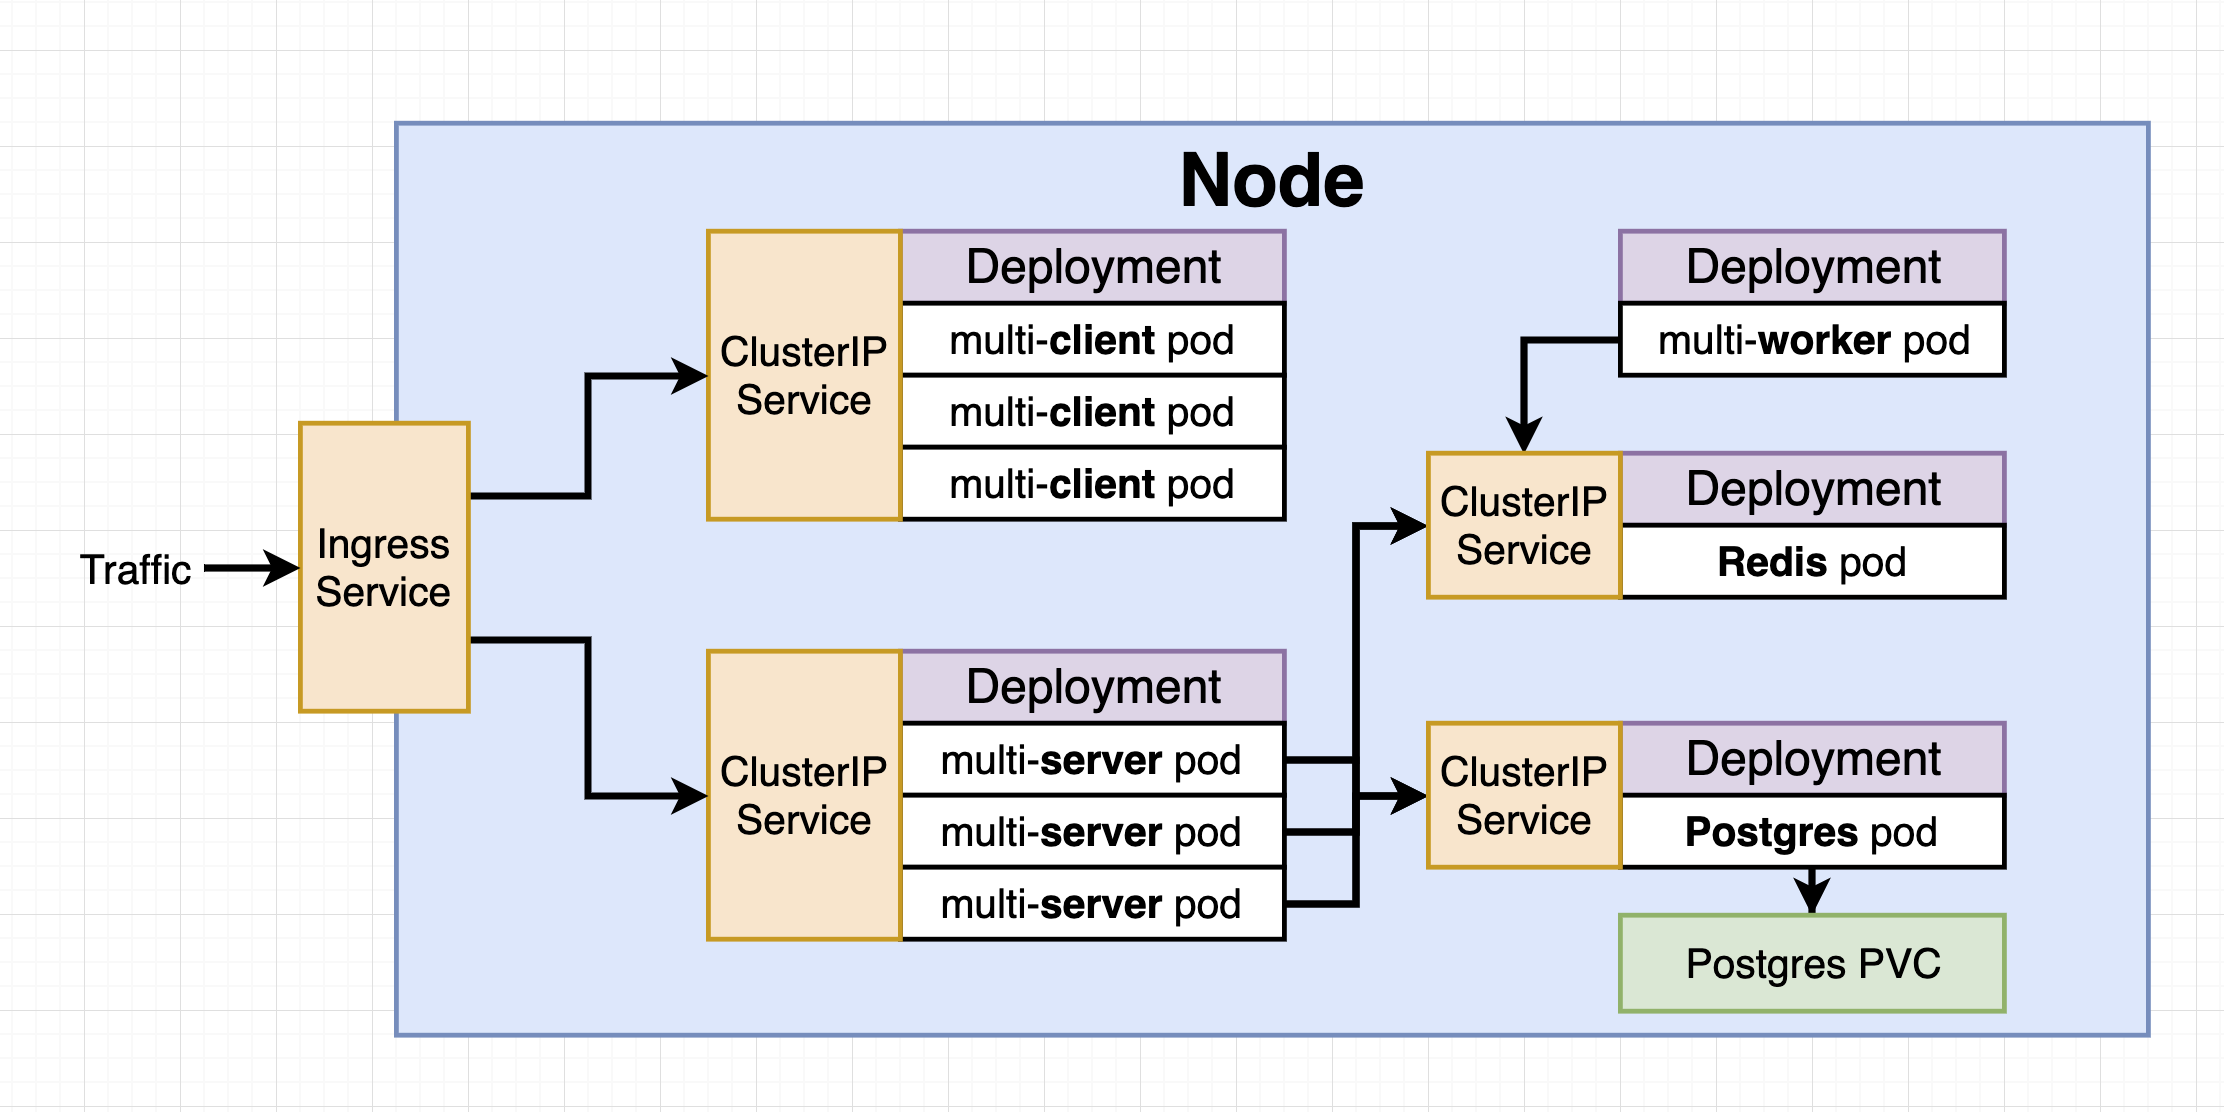 Node
Traffic
Ingress
Service
ClusterIP
Service
Deployment
multi-client pod
multi-client pod
multi-client pod
ClusterIP
Service
Deployment
multi-server pod
multi-server pod
multi-server pod
Deployment
multi-worker pod
ClusterIP
Service
Deployment
Redis pod
ClusterIP
Service
Deployment
Postgres pod
Postgres PVC